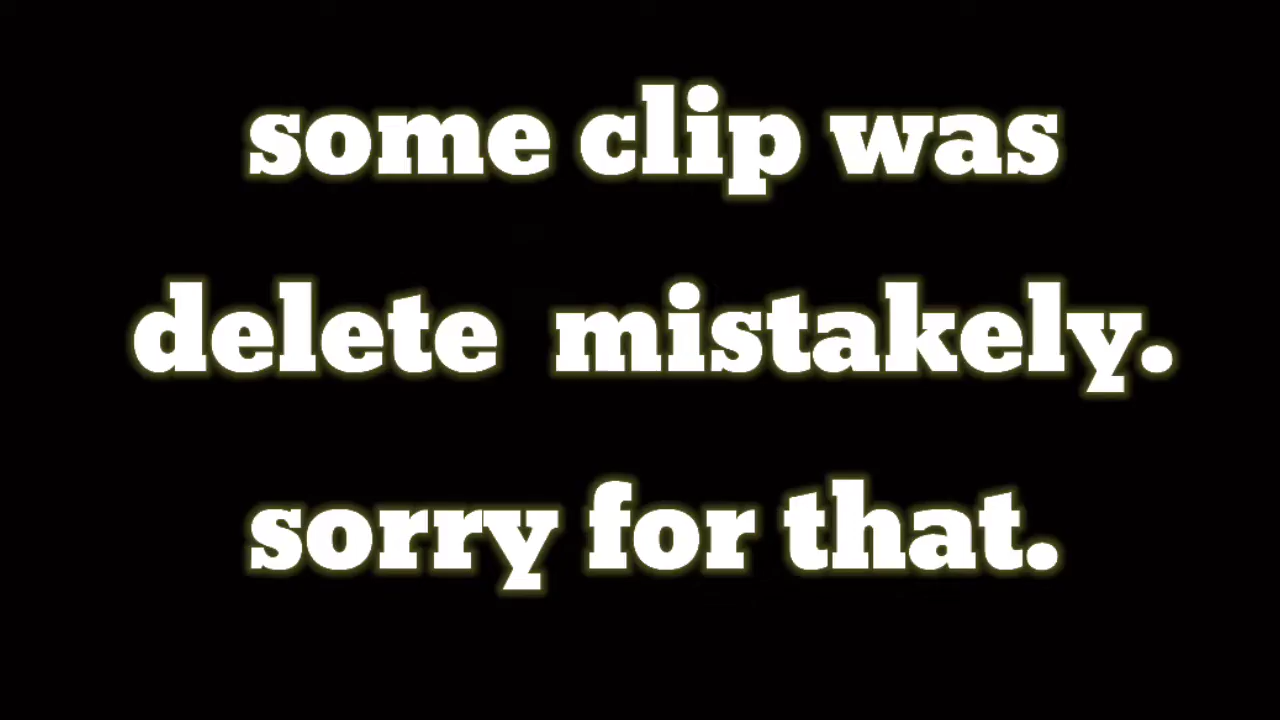 some clip was
delete mistakely.
sorry for that.